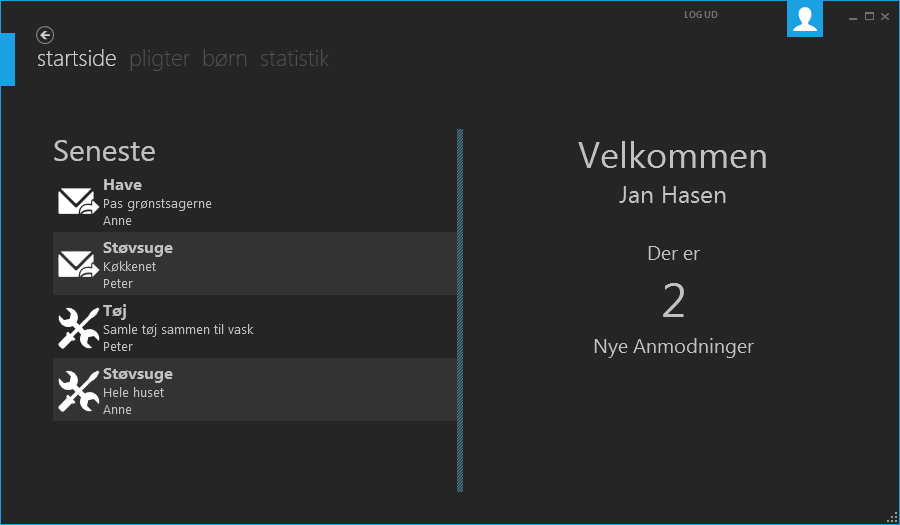 LOG UD
startside pligter børn statistik
Seneste
Have
Pas grønstsagerne
Anne
Støvsuge
Køkkenet
Peter
Tøj
Samle tøj sammen til vask
Peter
Støvsuge
Hele huset
Anne
Velkommen
Jan Hasen
Der er
2
Nye Anmodninger